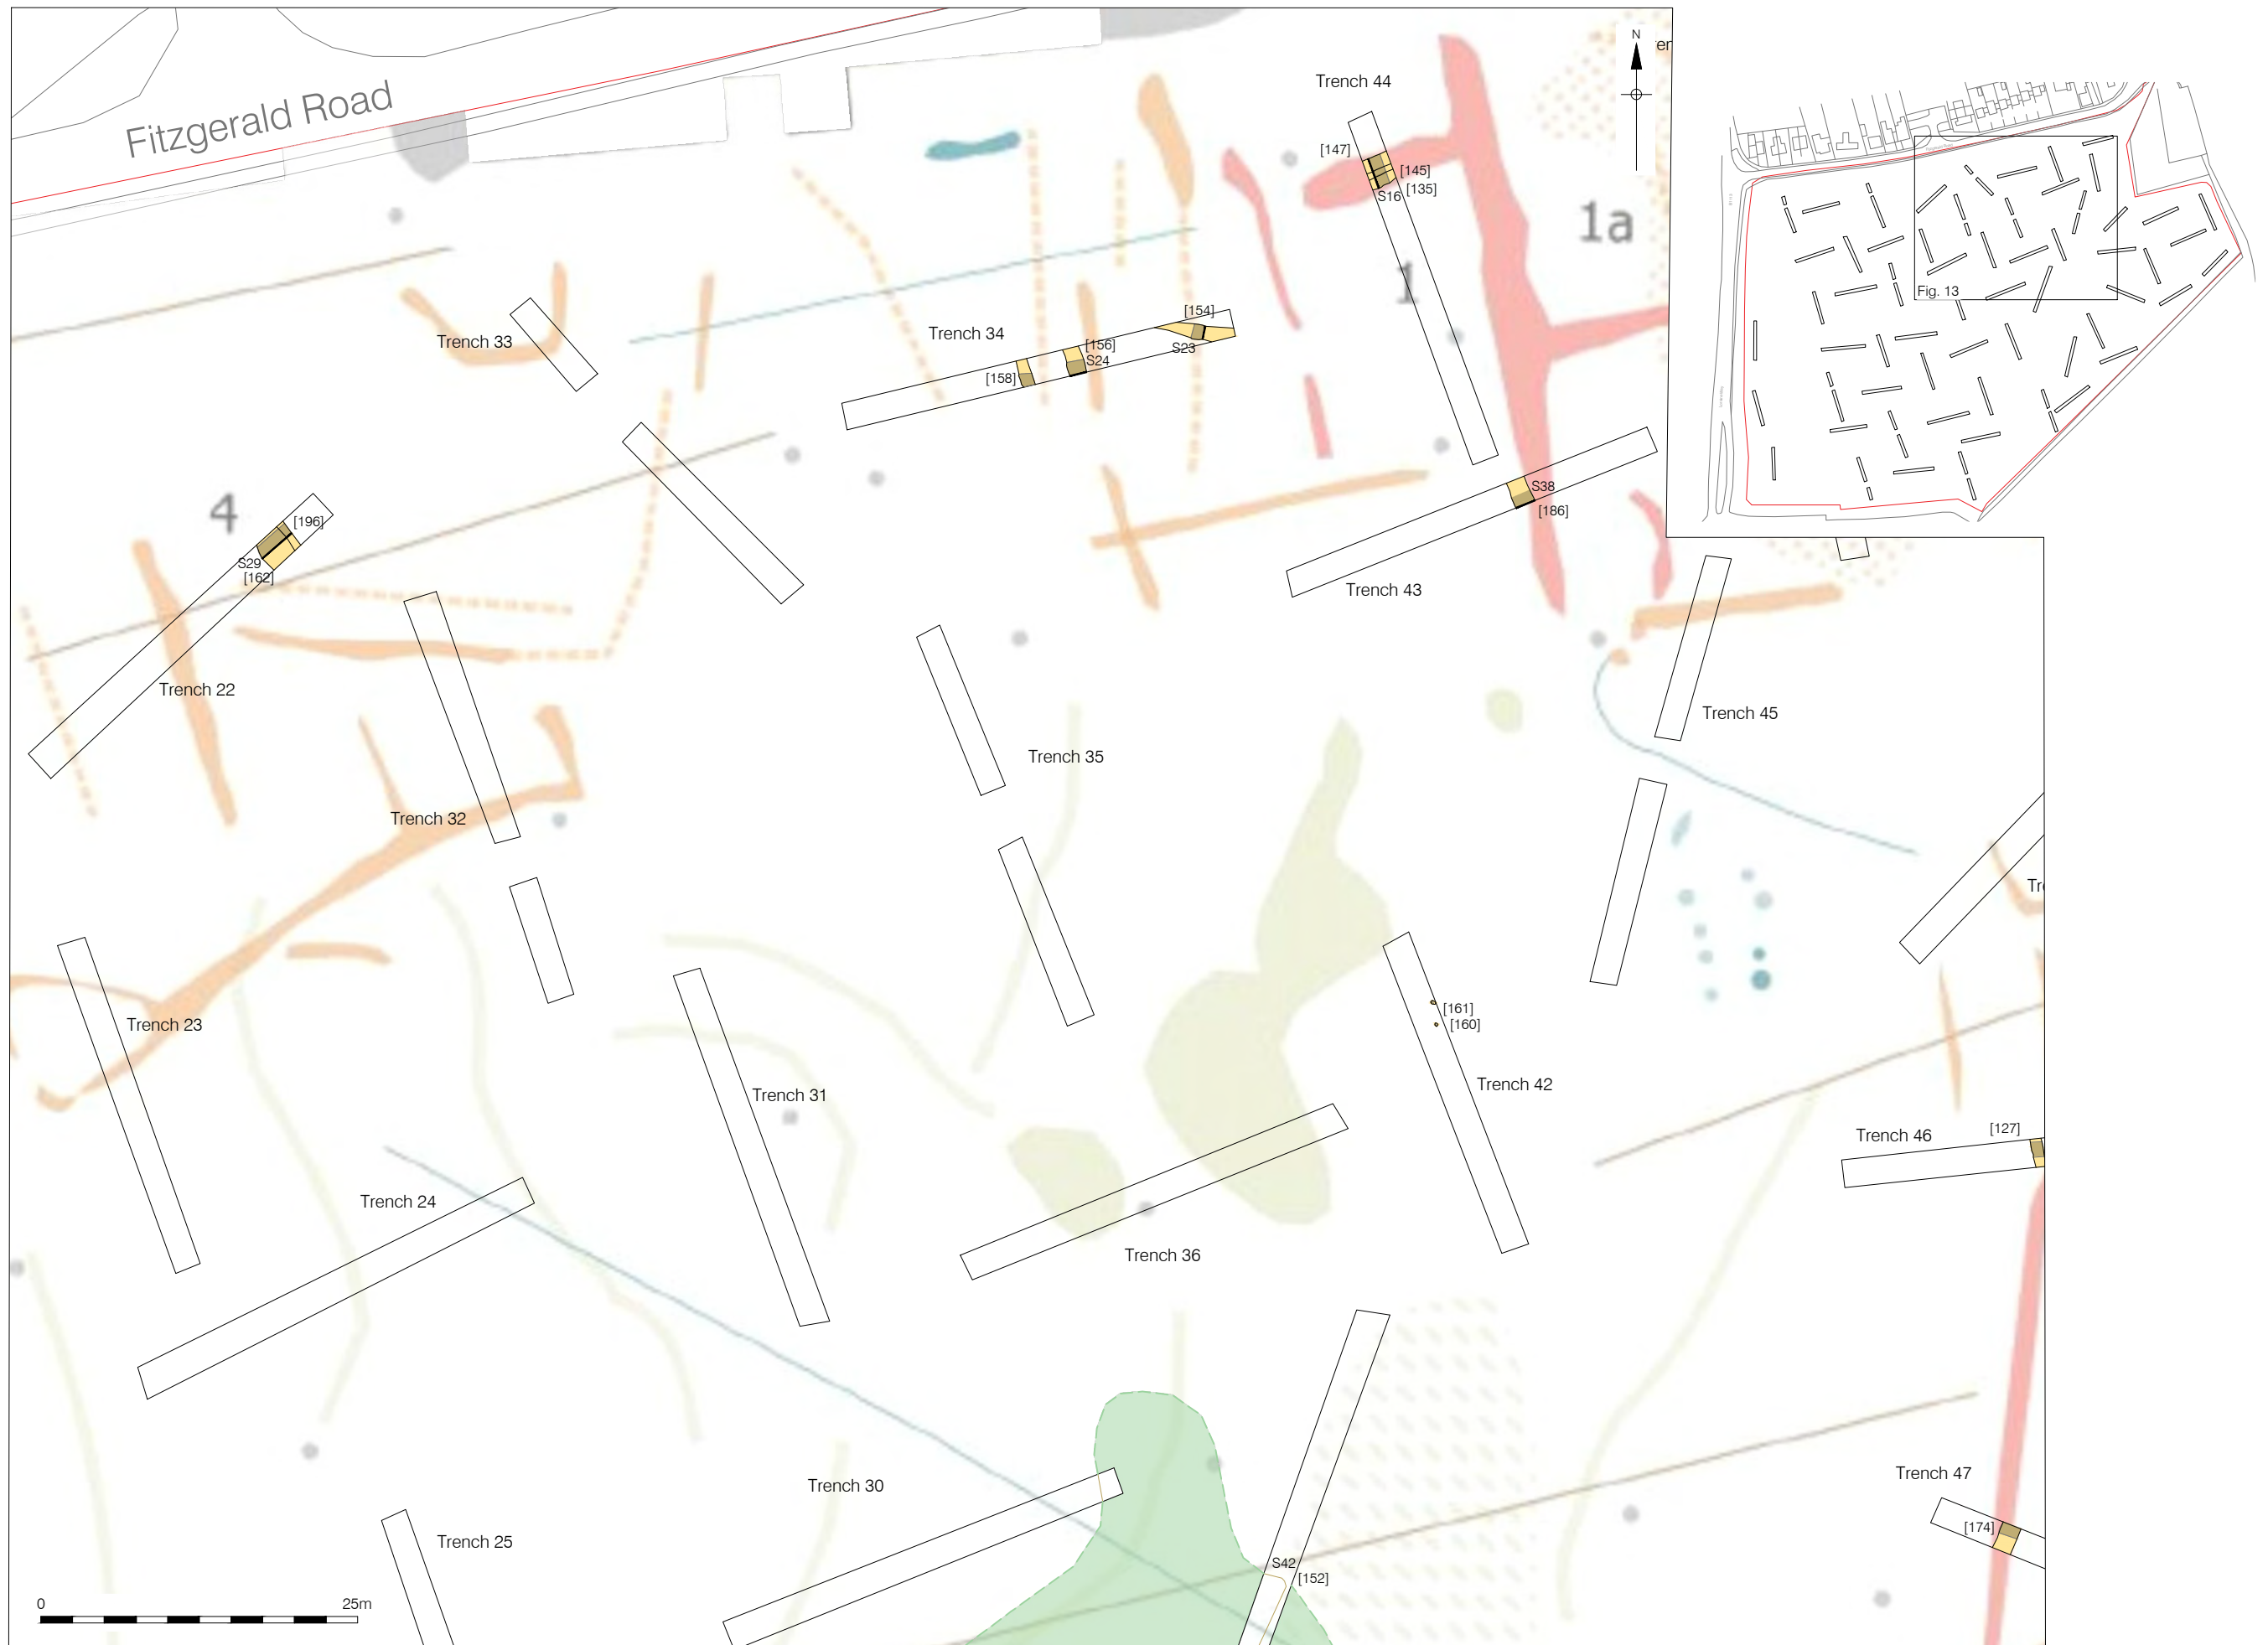 N
er
Trench 44
Fitzgerald Road
[147]
[145]
[135]
S16
1a
1
Fig. 13
[154]
Trench 34
Trench 33
S23
[156]
S24
[158]
4
[196]
S29
[162]
S38
[186]
Trench 43
Trench 22
Trench 45
Trench 35
Trench 32
Tr
[161]
[160]
Trench 23
Trench 42
Trench 31
Trench 46
[127]
Trench 24
Trench 36
Trench 47
Trench 30
[174]
Trench 25
S42
[152]
0
25m